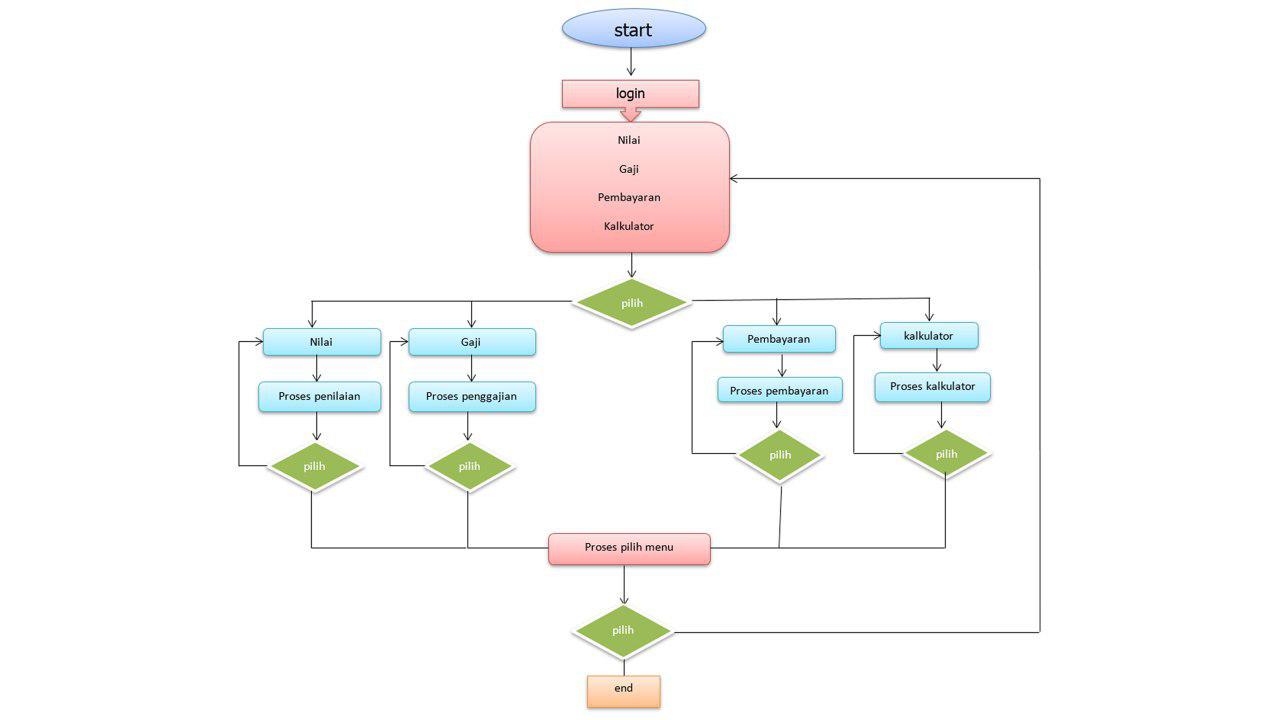 start
login
Nilai
Gaji
Pembayaran
Kalkulator
pilih
Nilai
Gaji
Pembayaran
kalkulator
Proses penilaian
Proses penggajian
Proses pembayaran
Proses kalkulator
pilih
pilih
pilih
pilih
Proses pilih menu
pilih
end